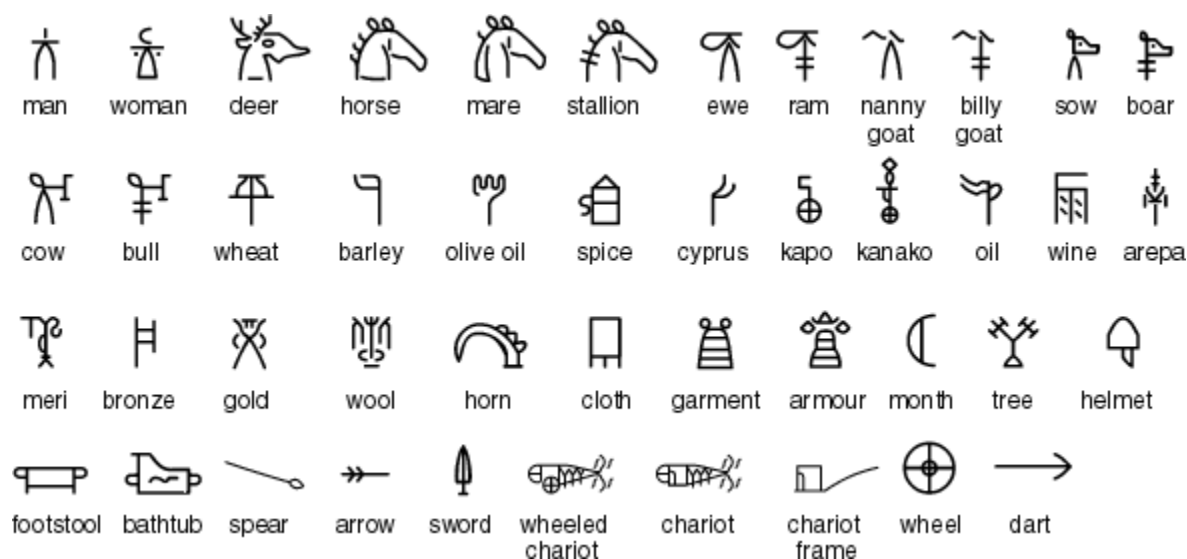 man woman deer horse mare stallion ewe ram nanny goat billy goat sow boar
cow bull wheat barley olive oil spice cyprus kapo kanako oil wine arepa
meri bronze gold wool horn cloth garment armour month tree helmet
footstool bathtub spear arrow sword wheeled chariot chariot chariot frame wheel dart